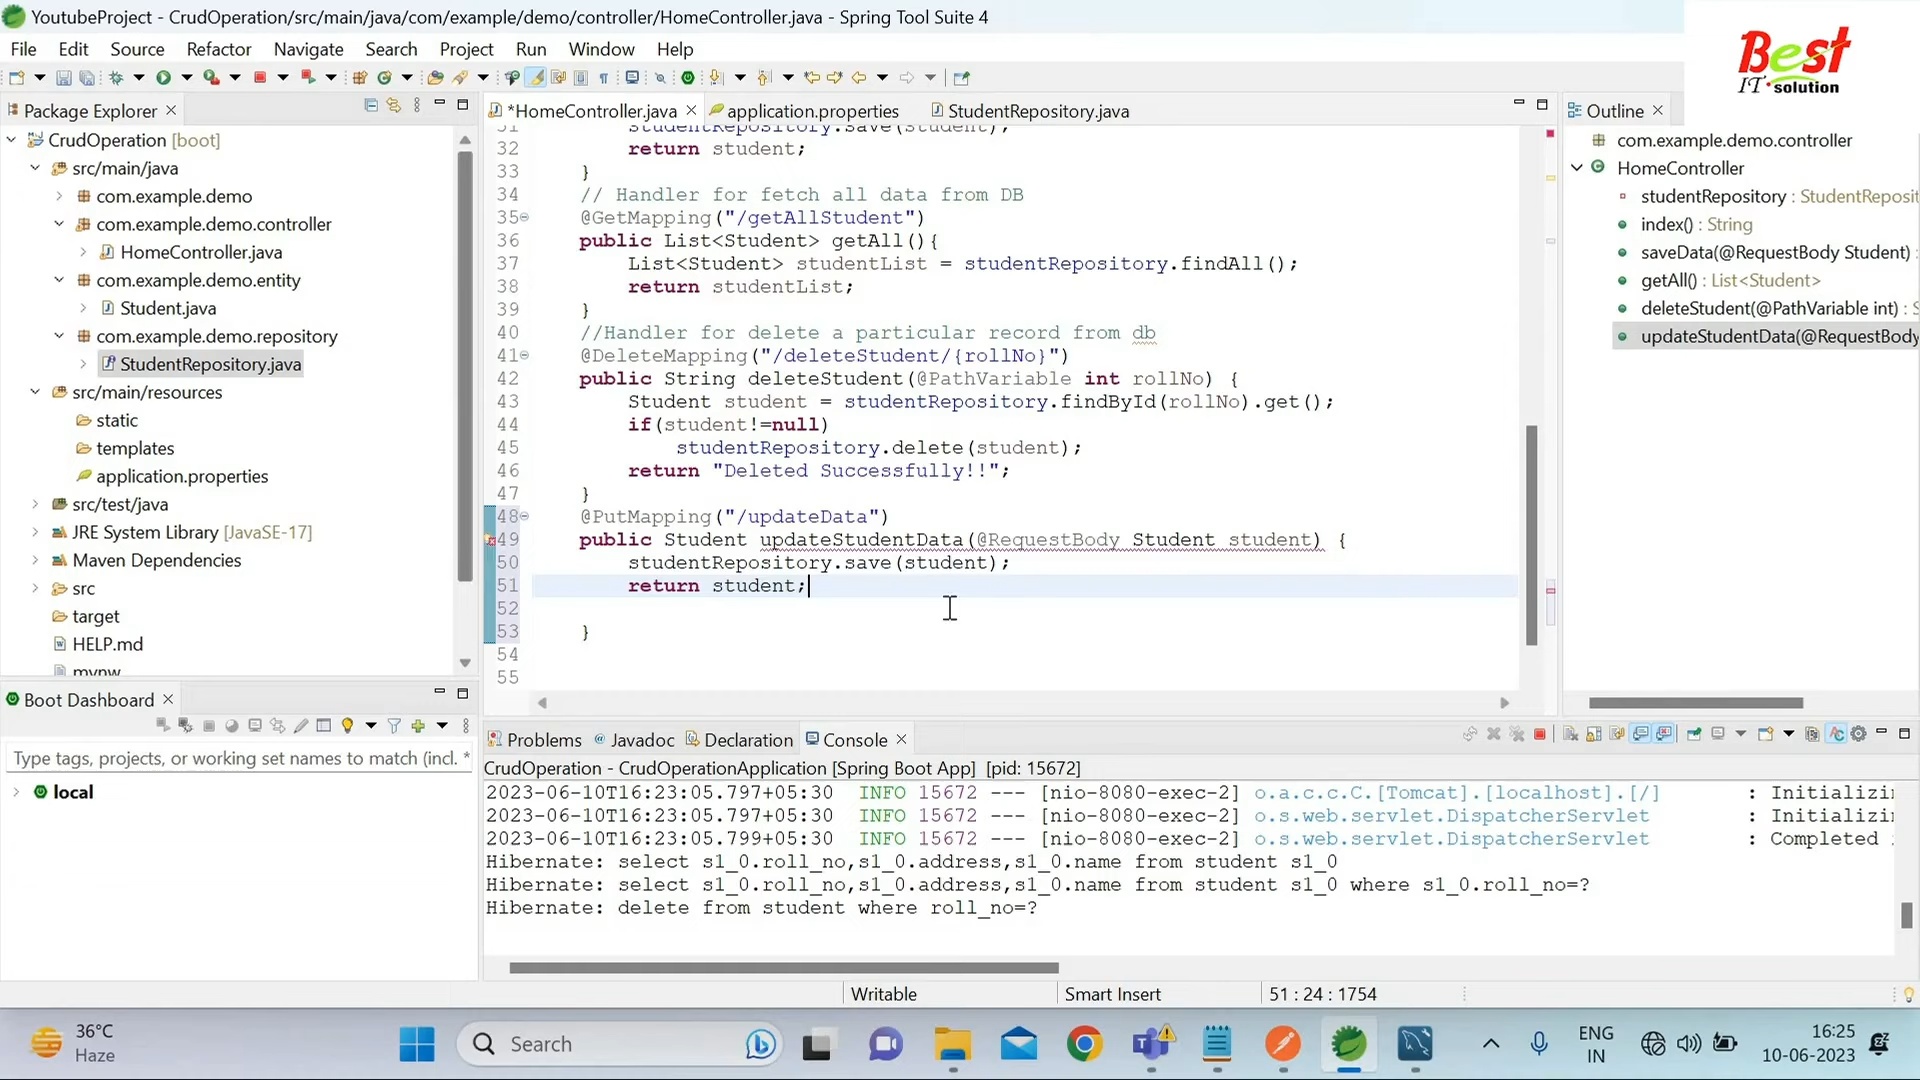 YoutubeProject - CrudOperation/src/main/java/com/example/demo/controller/HomeController.java - Spring Tool Suite 4
File Edit Source Refactor Navigate Search Project Run Window Help
Best
IT solution
Package Explorer
CrudOperation [boot]
src/main/java
com.example.demo
com.example.demo.controller
HomeController.java
com.example.demo.entity
Student.java
com.example.demo.repository
StudentRepository.java
src/main/resources
static
templates
application.properties
src/test/java
JRE System Library [JavaSE-17]
Maven Dependencies
src
target
HELP.md
mvnw
*HomeController.java application.properties StudentRepository.java
31 studentRepository.save(student);
32 return student;
33 }
34 // Handler for fetch all data from DB
35 @GetMapping("/getAllStudent")
36 public List<Student> getAll(){
37 List<Student> studentList = studentRepository.findAll();
38 return studentList;
39 }
40 //Handler for delete a particular record from db
41 @DeleteMapping("/deleteStudent/{rollNo}")
42 public String deleteStudent(@PathVariable int rollNo) {
43 Student student = studentRepository.findById(rollNo).get();
44 if(student!=null)
45 studentRepository.delete(student);
46 return "Deleted Successfully!!";
47 }
48 @PutMapping("/updateData")
49 public Student updateStudentData(@RequestBody Student student) {
50 studentRepository.save(student);
51 return student;
52
53 }
54
55
Outline
com.example.demo.controller
HomeController
studentRepository : StudentReposit
index() : String
saveData(@RequestBody Student) :
getAll() : List<Student>
deleteStudent(@PathVariable int) : S
updateStudentData(@RequestBody
Boot Dashboard
Type tags, projects, or working set names to match (incl. *
local
Problems Javadoc Declaration Console
CrudOperation - CrudOperationApplication [Spring Boot App] [pid: 15672]
2023-06-10T16:23:05.797+05:30 INFO 15672 --- [nio-8080-exec-2] o.a.c.c.C.[Tomcat].[localhost].[/] : Initializin
2023-06-10T16:23:05.797+05:30 INFO 15672 --- [nio-8080-exec-2] o.s.web.servlet.DispatcherServlet : Initializin
2023-06-10T16:23:05.799+05:30 INFO 15672 --- [nio-8080-exec-2] o.s.web.servlet.DispatcherServlet : Completed
Hibernate: select s1_0.roll_no,s1_0.address,s1_0.name from student s1_0
Hibernate: select s1_0.roll_no,s1_0.address,s1_0.name from student s1_0 where s1_0.roll_no=?
Hibernate: delete from student where roll_no=?
Writable Smart Insert 51 : 24 : 1754
36°C
Haze
Search
ENG
IN
16:25
10-06-2023